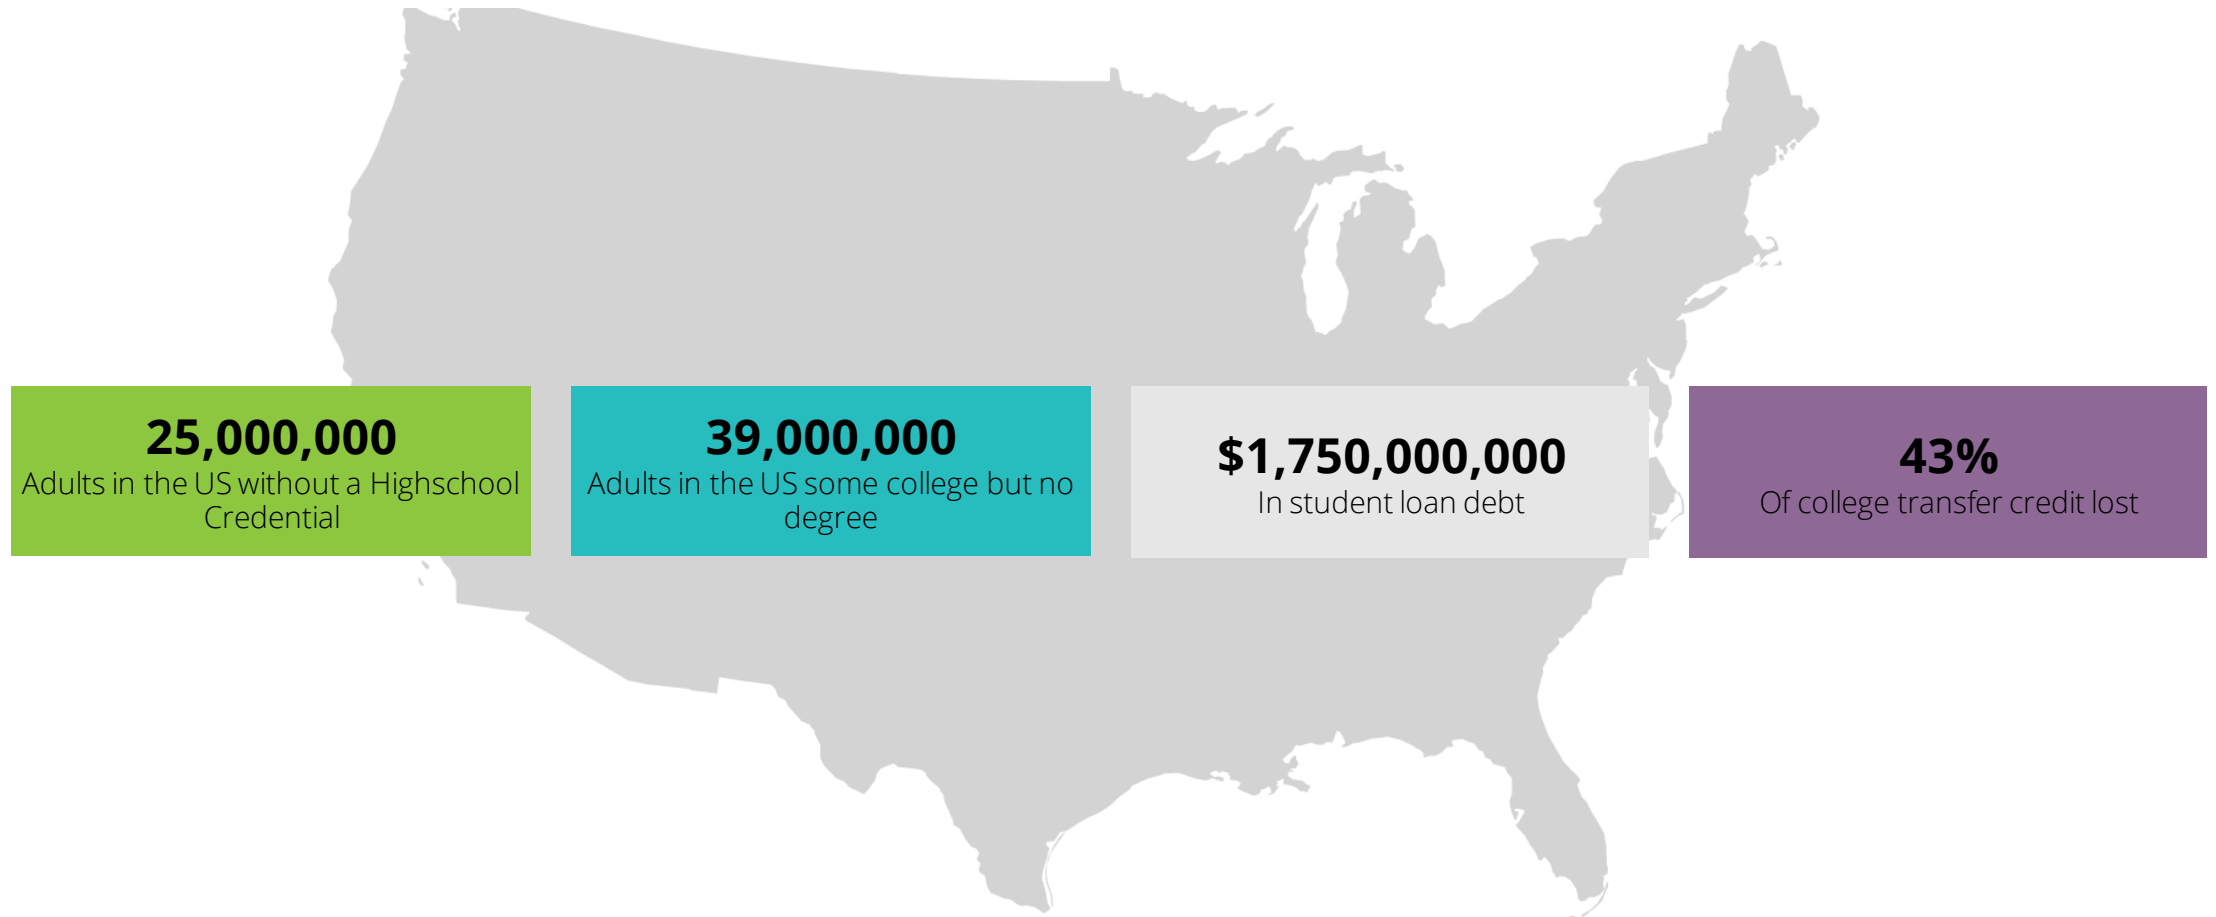 25,000,000
Adults in the US without a Highschool
Credential
39,000,000
Adults in the US some college but no
degree
$1,750,000,000
In student loan debt
43%
Of college transfer credit lost